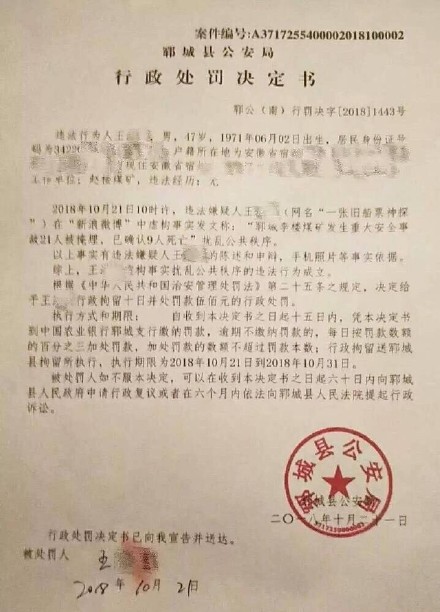 案件编号:A3717255400002018100002
郓城县公安局
行政处罚决定书
郓公(南)行罚决字[2018]1443号
违法行为人王 男,47岁,1971年06月02日出生,居民身份证号
码为3422 户籍所在地为安徽省宿
现住安徽省宿
工作单位:赵楼煤矿,违法经历:无
2018年10月21日10时许,违法嫌疑人王 (网名“一张旧船票神探
”)在“新浪微博”中虚构事实发文称:“郓城李楼煤矿发生重大安全事
故21人被掩埋,已确认9人死亡”扰乱公共秩序。
以上事实有违法嫌疑人王 的陈述和申辩,手机照片等事实依据。
综上,王 构事实扰乱公共秩序的违法行为成立。
根据《中华人民共和国治安管理处罚法》第二十五条之规定,决定给
予王 行政拘留十日并处罚款伍佰元的行政处罚。
执行方式和期限: 自收到本决定书之日起十五日内,凭本决定书
到中国农业银行郓城支行缴纳罚款,逾期不缴纳罚款的,每日按罚款数额
的百分之三加处罚款,加处罚款的数额不超过罚款本数;行政拘留送郓城
县拘留所执行,执行期限为2018年10月21日到2018年10月31日。
被处罚人如不服本决定,可以在收到本决定书之日起六十日内向郓城
县人民政府申请行政复议或者在六个月内依法向郓城县人民法院提起行政
诉讼。
郓城县公安局
二〇一八年十月二十一日
行政处罚决定书已向我宣告并送达。
被处罚人 王
2018年10月21日